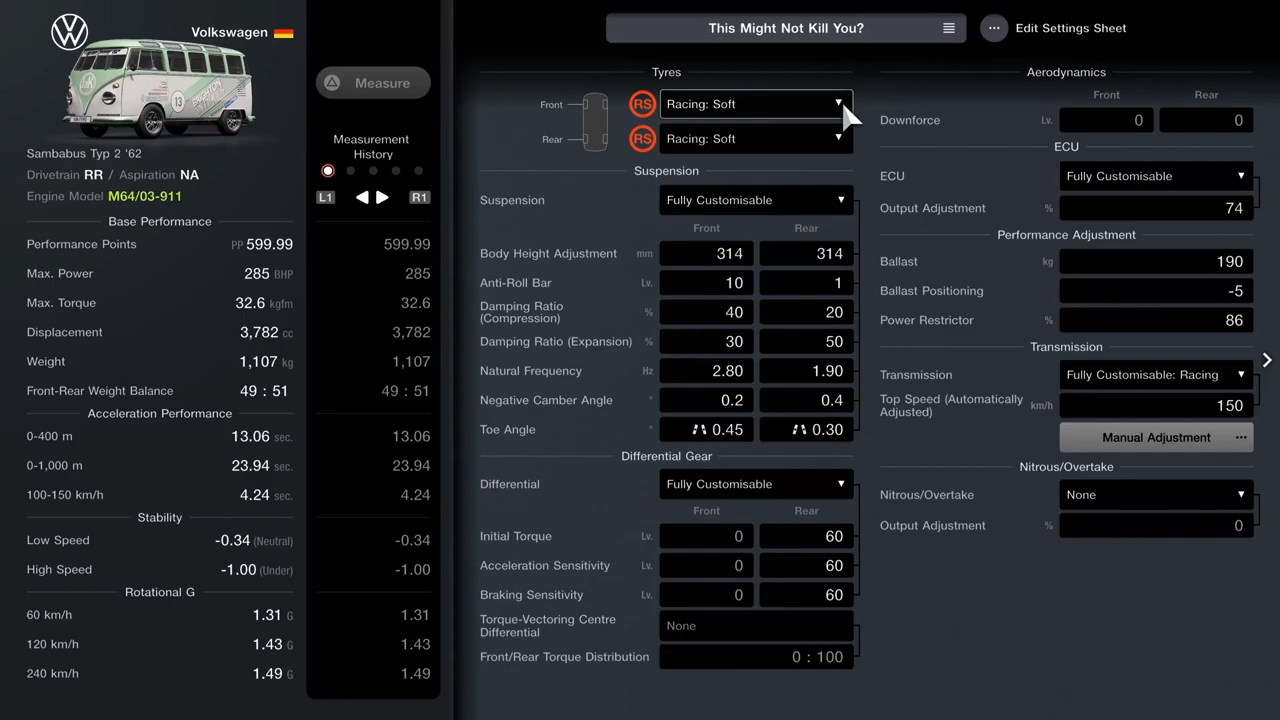 This Might Not Kill You?
Edit Settings Sheet
Volkswagen
Measure
Measurement
History
L1
R1
Sambabus Typ 2 '62
Drivetrain RR / Aspiration NA
Engine Model M64/03-911
Base Performance
Performance Points PP 599.99 599.99
Max. Power 285 BHP 285
Max. Torque 32.6 kgfm 32.6
Displacement 3,782 cc 3,782
Weight 1,107 kg 1,107
Front-Rear Weight Balance 49 : 51 49 : 51
Acceleration Performance
0-400 m 13.06 sec. 13.06
0-1,000 m 23.94 sec. 23.94
100-150 km/h 4.24 sec. 4.24
Stability
Low Speed -0.34 (Neutral) -0.34
High Speed -1.00 (Under) -1.00
Rotational G
60 km/h 1.31 G 1.31
120 km/h 1.43 G 1.43
240 km/h 1.49 G 1.49
Tyres
Front RS Racing: Soft
Rear RS Racing: Soft
Suspension
Suspension Fully Customisable
Front Rear
Body Height Adjustment mm 314 314
Anti-Roll Bar Lv. 10 1
Damping Ratio
(Compression) % 40 20
Damping Ratio (Expansion) % 30 50
Natural Frequency Hz 2.80 1.90
Negative Camber Angle ° 0.2 0.4
Toe Angle ° 0.45 0.30
Differential Gear
Differential Fully Customisable
Front Rear
Initial Torque Lv. 0 60
Acceleration Sensitivity Lv. 0 60
Braking Sensitivity Lv. 0 60
Torque-Vectoring Centre
Differential None
Front/Rear Torque Distribution 0 : 100
Aerodynamics
Front Rear
Downforce Lv. 0 0
ECU
ECU Fully Customisable
Output Adjustment % 74
Performance Adjustment
Ballast kg 190
Ballast Positioning -5
Power Restrictor % 86
Transmission
Transmission Fully Customisable: Racing
Top Speed (Automatically
Adjusted) km/h 150
Manual Adjustment
Nitrous/Overtake
Nitrous/Overtake None
Output Adjustment % 0
13